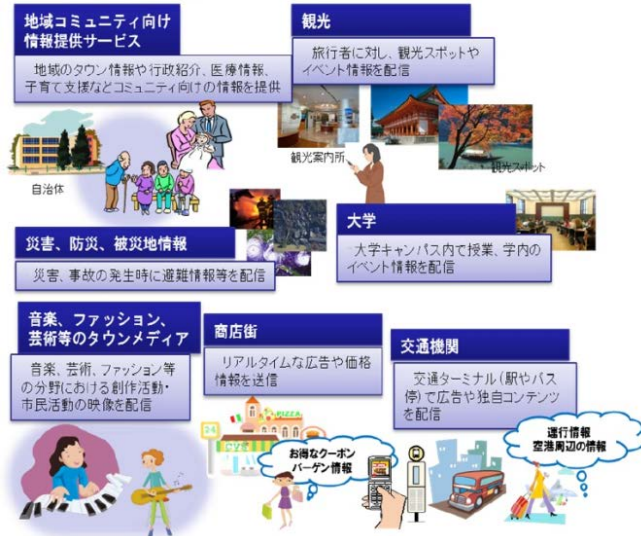 地域コミュニティ向け
情報提供サービス
地域のタウン情報や行政紹介、医療情報、
子育て支援などコミュニティ向けの情報を提供
自治体
観光
旅行者に対し、観光スポットや
イベント情報を配信
観光案内所
観光スポット
災害、防災、被災地情報
災害、事故の発生時に避難情報等を配信
大学
大学キャンパス内で授業、学内の
イベント情報を配信
音楽、ファッション、
芸術等のタウンメディア
音楽、芸術、ファッション等
の分野における創作活動・
市民活動の映像を配信
商店街
リアルタイムな広告や価格
情報を送信
24
PIZZA
お得なクーポン
バーゲン情報
交通機関
交通ターミナル(駅やバス
停)で広告や独自コンテンツ
を配信
運行情報
空港周辺の情報